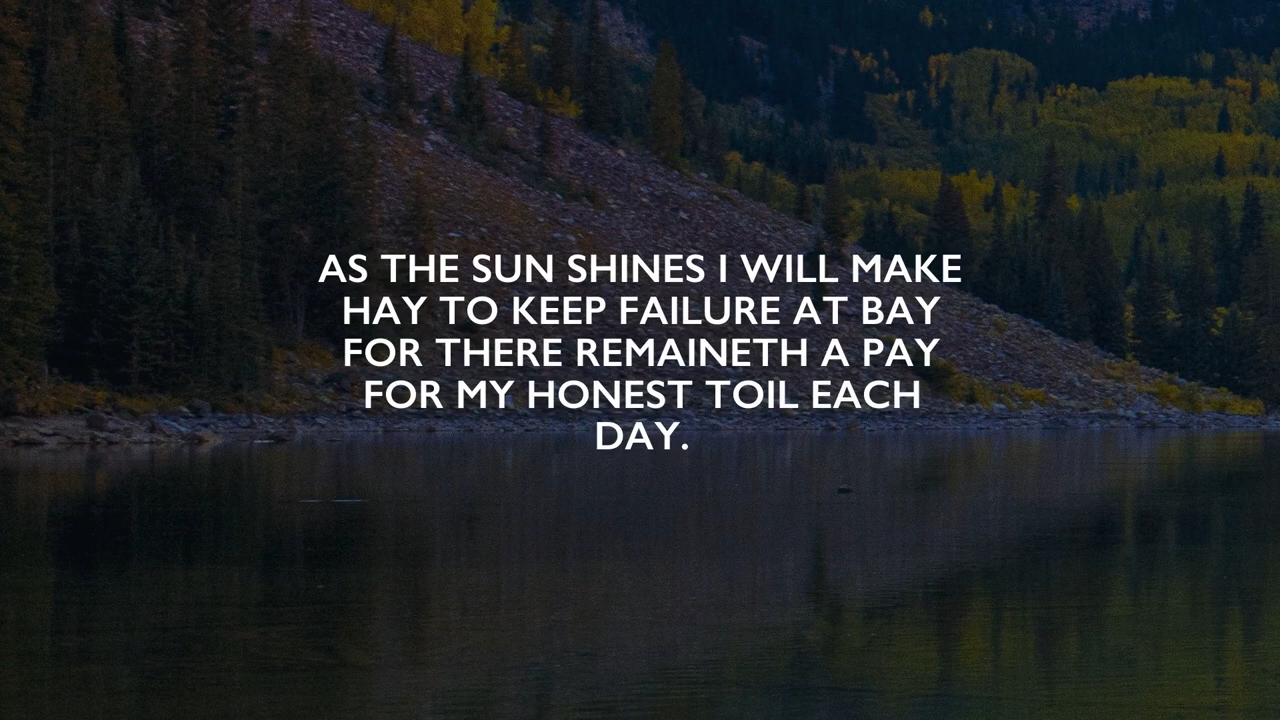 AS THE SUN SHINES I WILL MAKE
HAY TO KEEP FAILURE AT BAY
FOR THERE REMAINETH A PAY
FOR MY HONEST TOIL EACH
DAY.